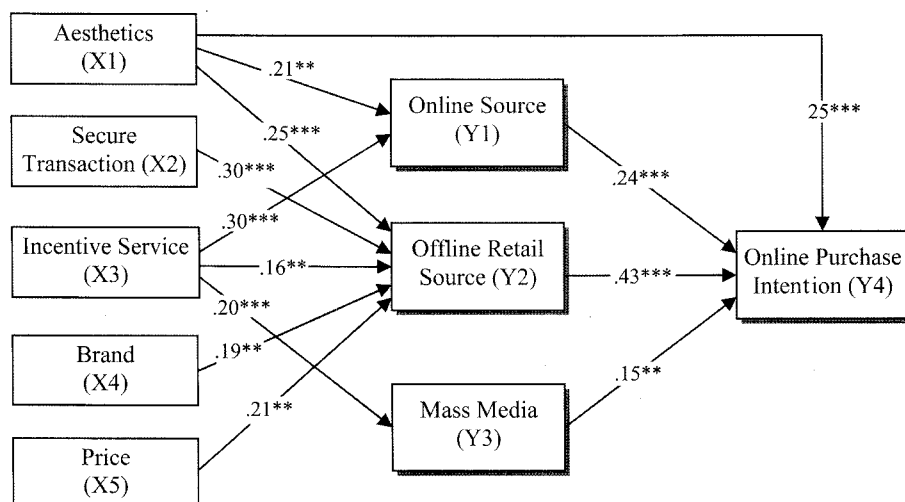 Aesthetics
(X1)
.21**
Online Source
(Y1)
25***
.25***
Secure
Transaction (X2)
.30***
.24***
.30***
Incentive Service
(X3)
.16**
Offline Retail
Source (Y2)
.43***
Online Purchase
Intention (Y4)
.20***
Brand
(X4)
.19**
.15**
Mass Media
(Y3)
.21**
Price
(X5)